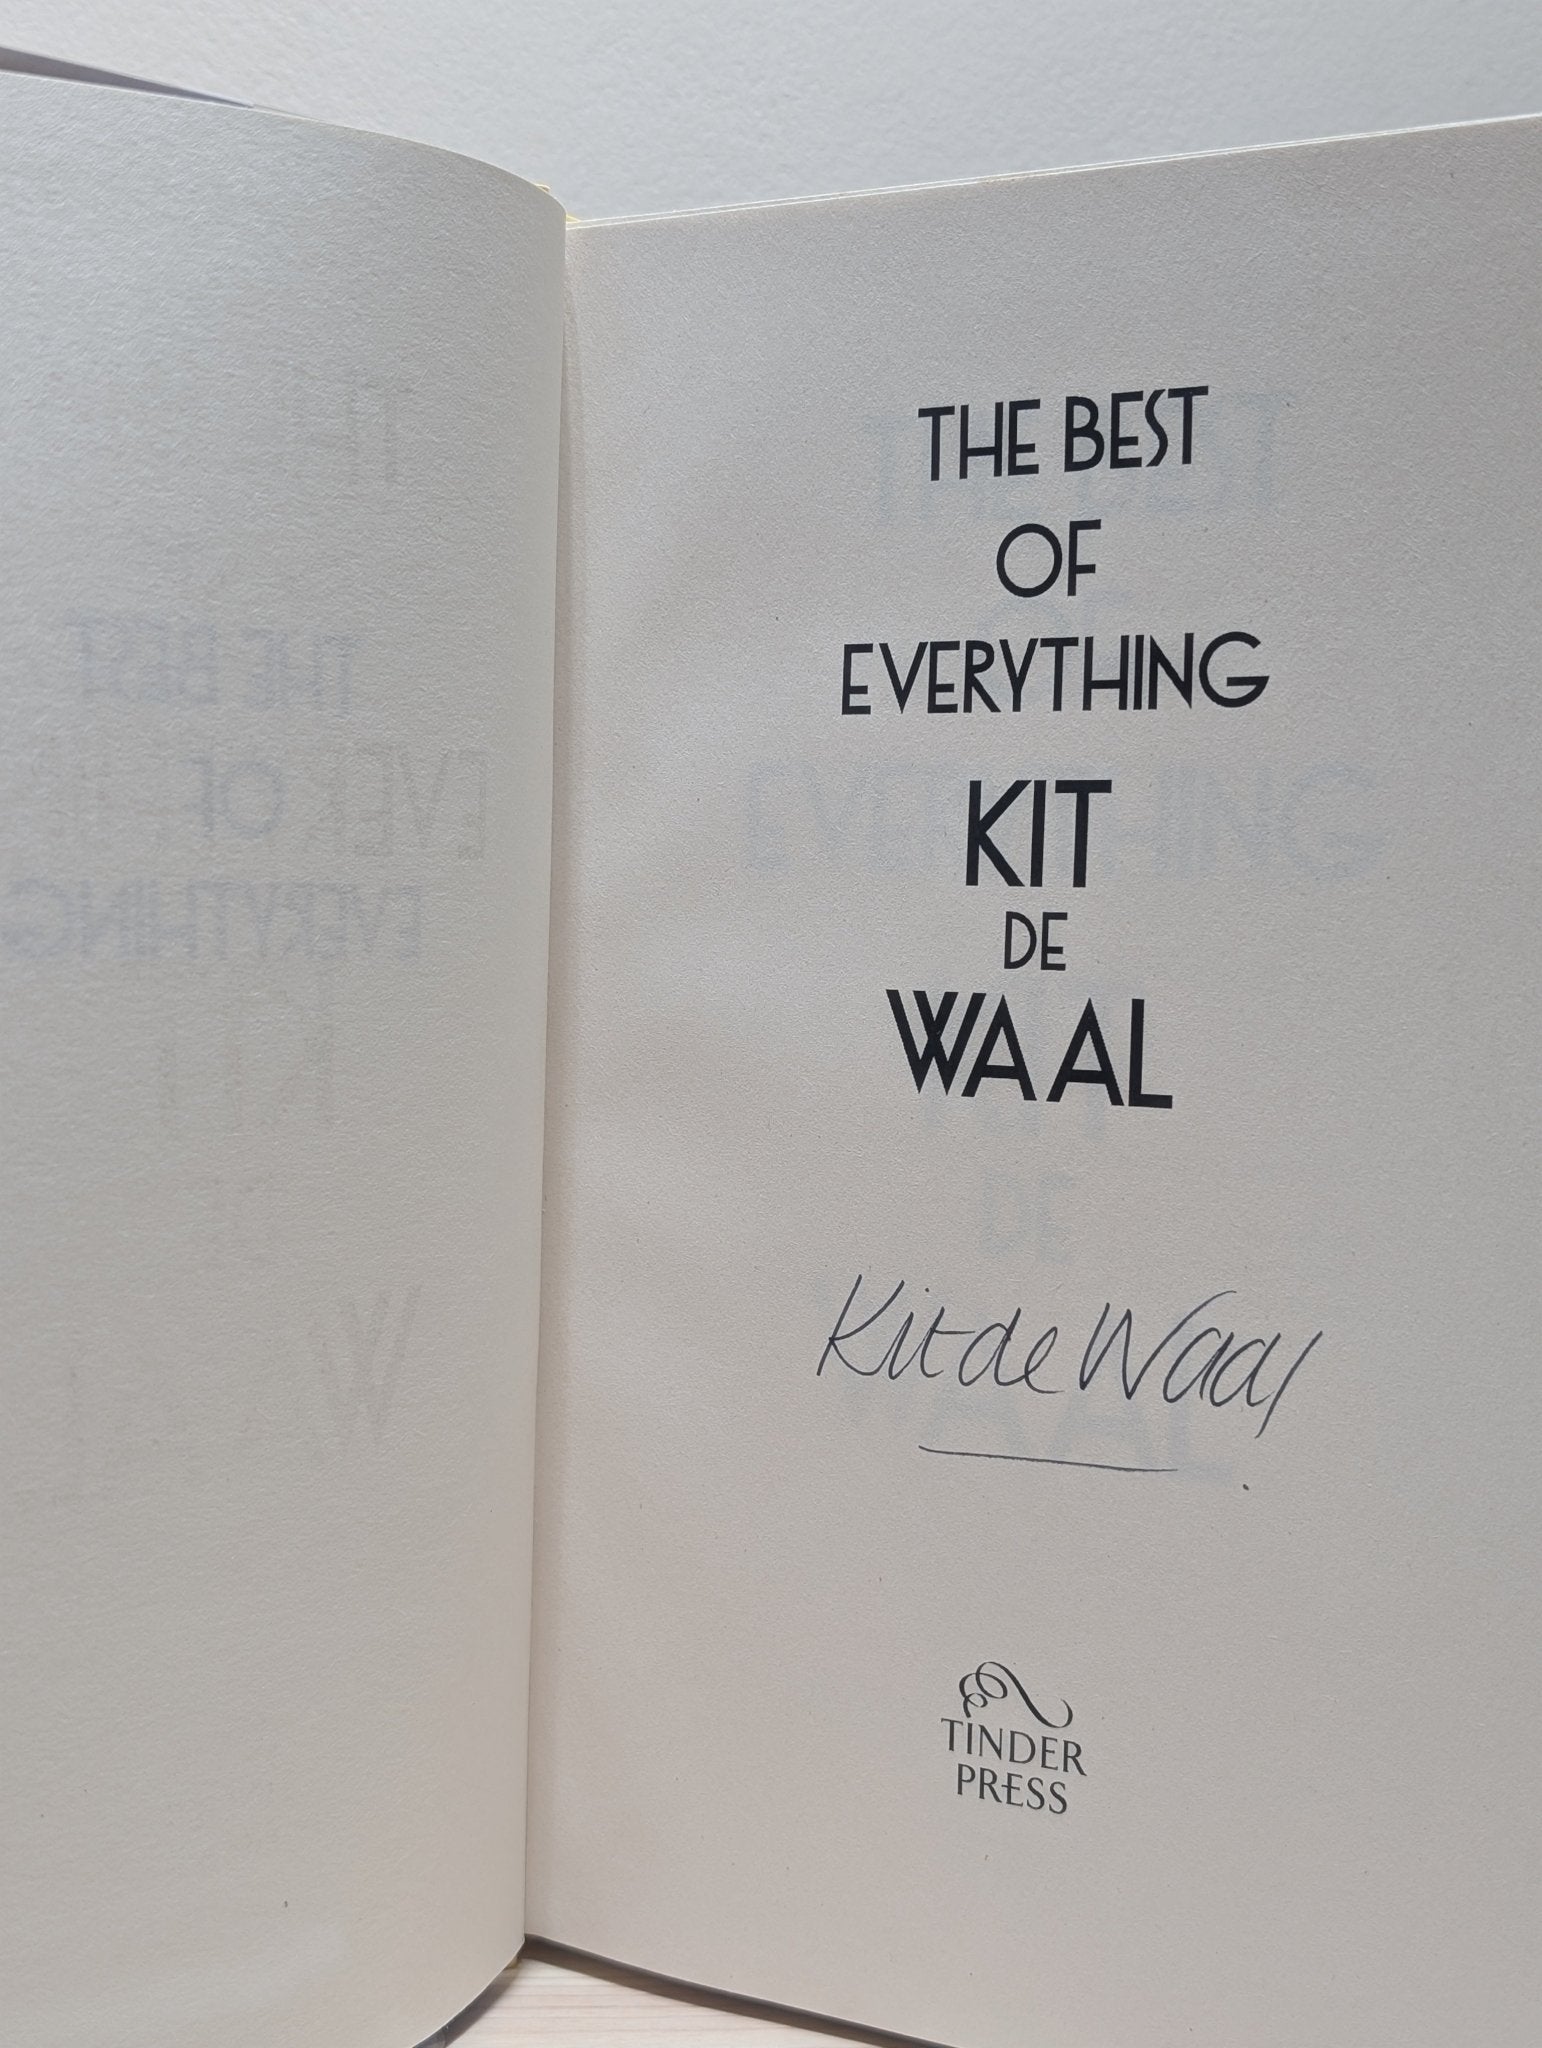 THE BEST
OF
EVERYTHING
KIT
DE
WAAL
Kit de Waal
TINDER
PRESS